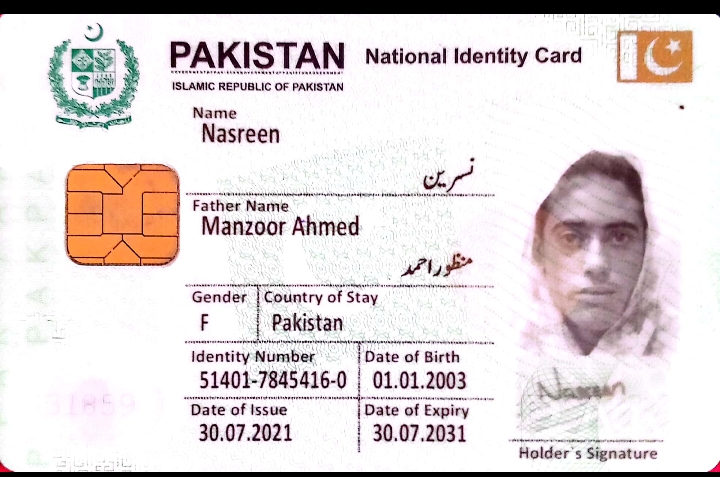 PAKISTAN National Identity Card
ISLAMIC REPUBLIC OF PAKISTAN
Name
Nasreen
نسرین
Father Name
Manzoor Ahmed
منظور احمد
Gender Country of Stay
F Pakistan
Identity Number Date of Birth
51401-7845416-0 01.01.2003
Date of Issue Date of Expiry
30.07.2021 30.07.2031
Nasreen
Holder's Signature